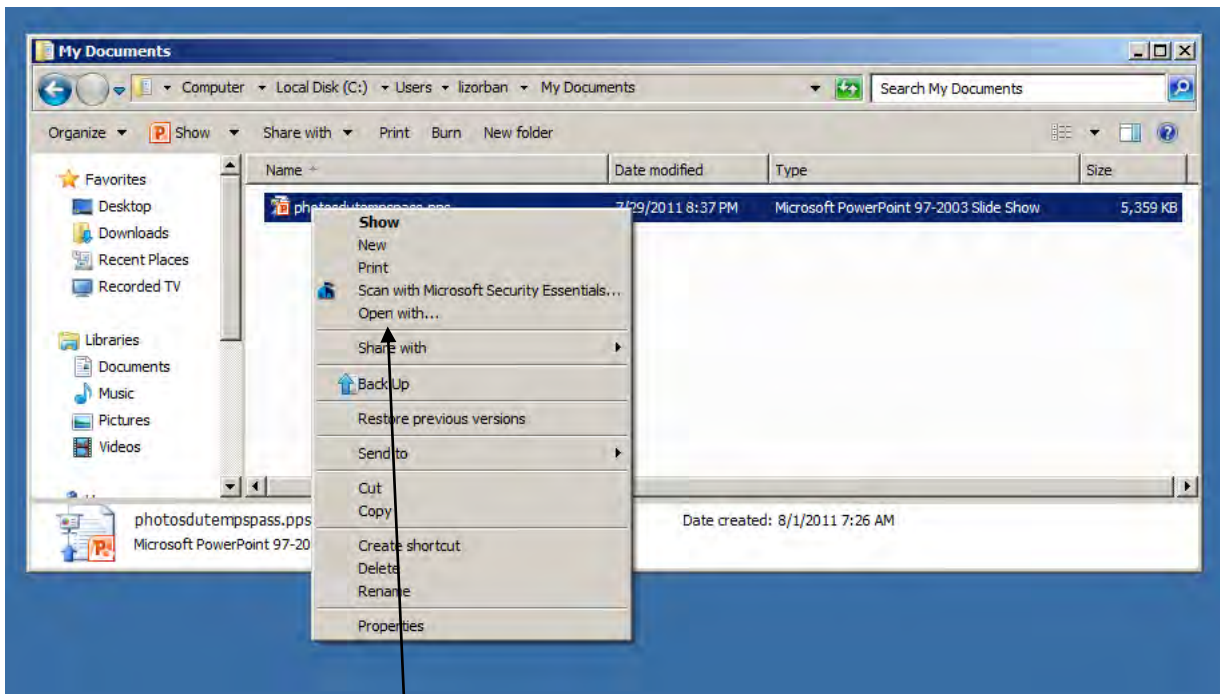 My Documents
Computer Local Disk (C:) Users lizorban My Documents
Search My Documents
Organize Show Share with Print Burn New folder
Name Date modified Type Size
Favorites
Desktop
Downloads
Recent Places
Recorded TV
Libraries
Documents
Music
Pictures
Videos
photosdutempspass.pps 7/29/2011 8:37 PM Microsoft PowerPoint 97-2003 Slide Show 5,359 KB
Show
New
Print
Scan with Microsoft Security Essentials...
Open with...
Share with
Back Up
Restore previous versions
Send to
Cut
Copy
Create shortcut
Delete
Rename
Properties
photosdutempspass.pps Date created: 8/1/2011 7:26 AM
Microsoft PowerPoint 97-20